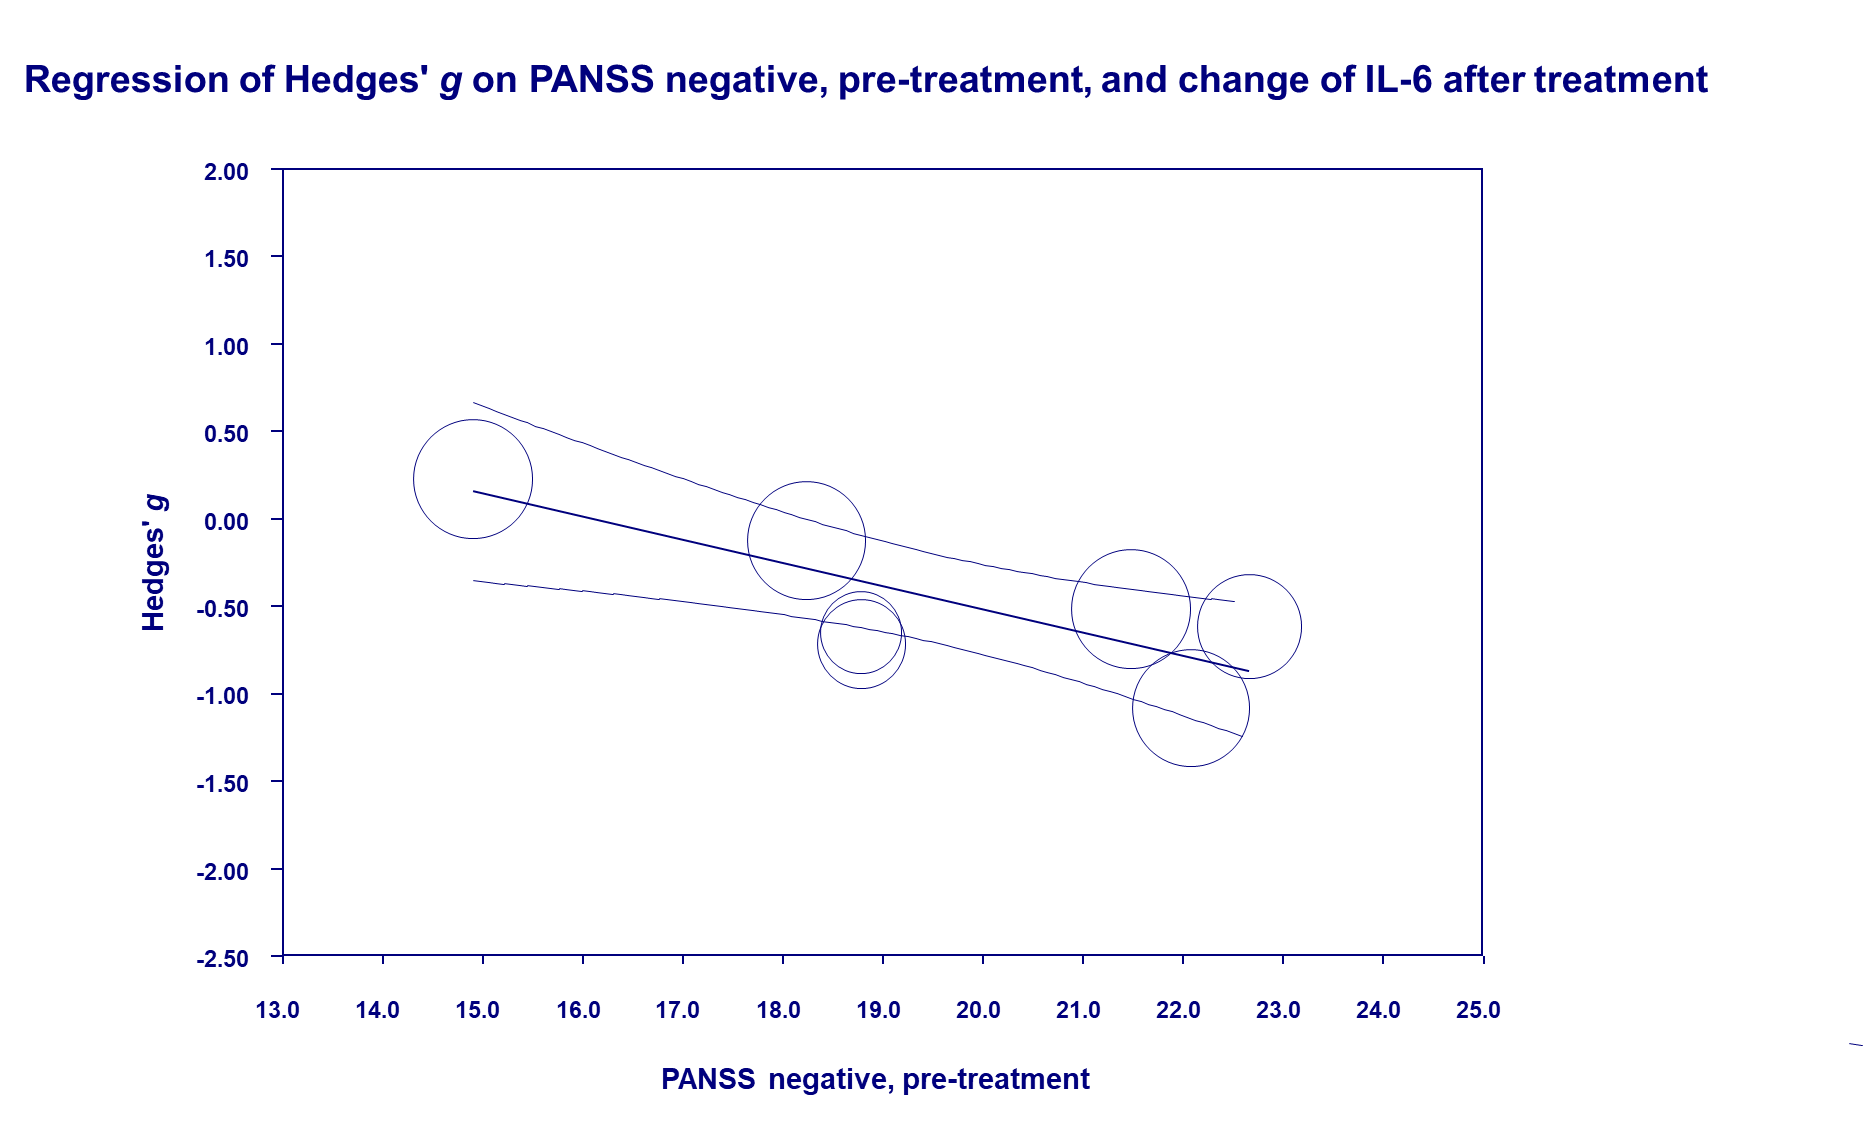 Regression of Hedges' g on PANSS negative, pre-treatment, and change of IL-6 after treatment
2.00
1.50
1.00
0.50
0.00
-0.50
-1.00
-1.50
-2.00
-2.50
Hedges' g
13.0 14.0 15.0 16.0 17.0 18.0 19.0 20.0 21.0 22.0 23.0 24.0 25.0
PANSS negative, pre-treatment